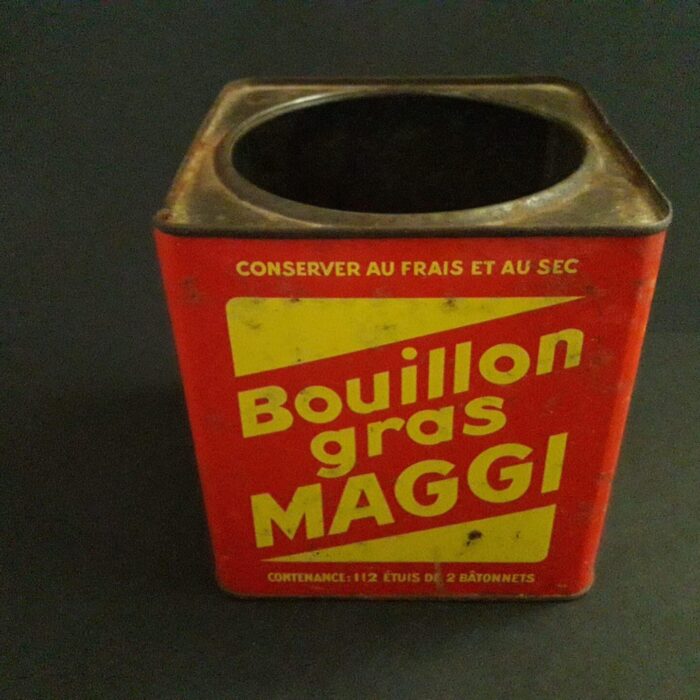 CONSERVER AU FRAIS ET AU SEC
Bouillon
gras
MAGGI
CONTENANCE: 112 ÉTUIS DE 2 BÂTONNETS